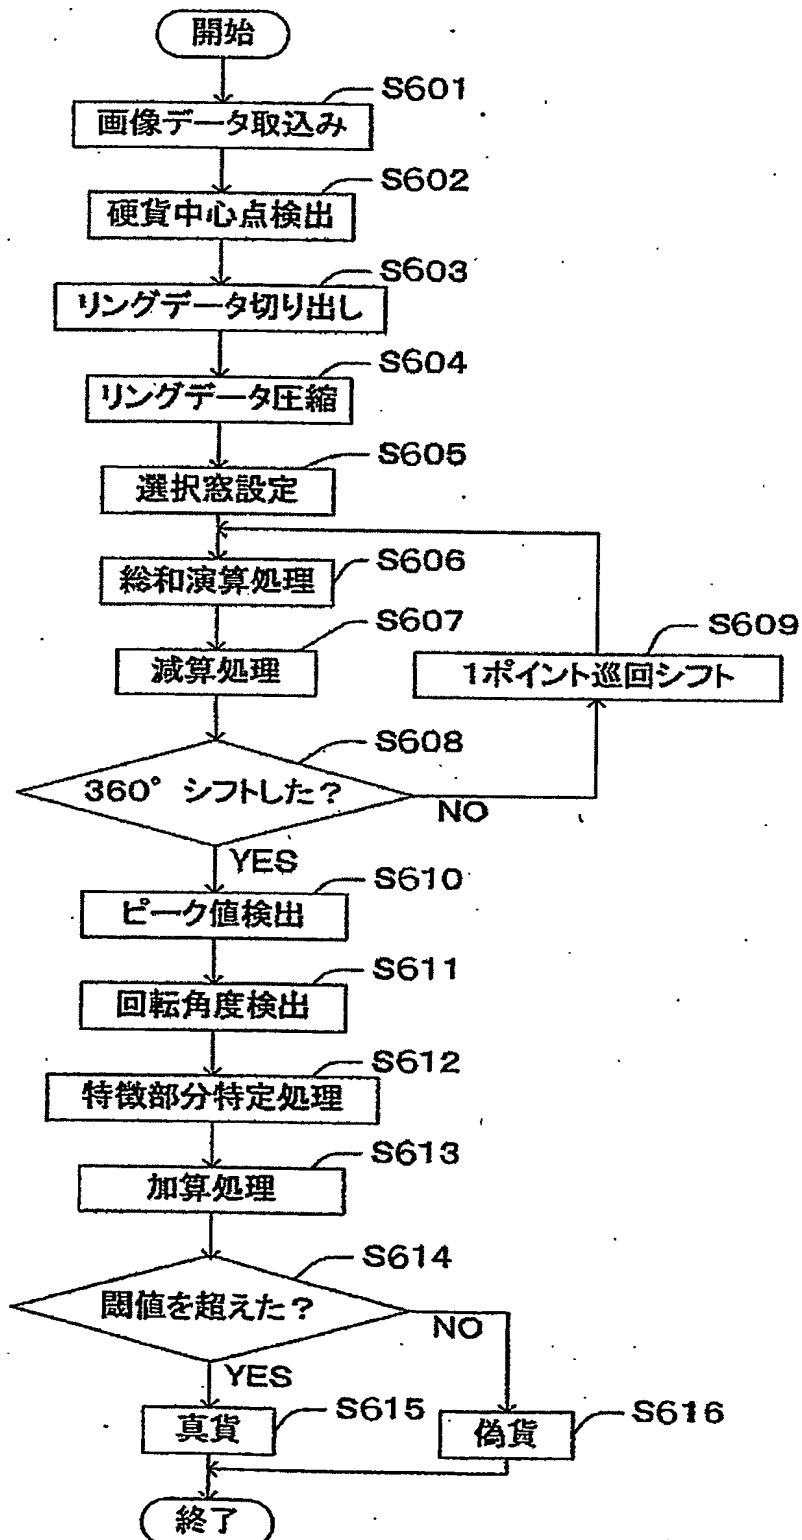 開始
S601
画像データ取込み
S602
硬貨中心点検出
S603
リングデータ切り出し
S604
リングデータ圧縮
S605
選択窓設定
S606
総和演算処理
S607
減算処理
S609
1ポイント巡回シフト
S608
360° シフトした?
NO
YES
S610
ピーク値検出
S611
回転角度検出
S612
特徴部分特定処理
S613
加算処理
S614
閾値を超えた?
NO
YES
S615
真貨
S616
偽貨
終了